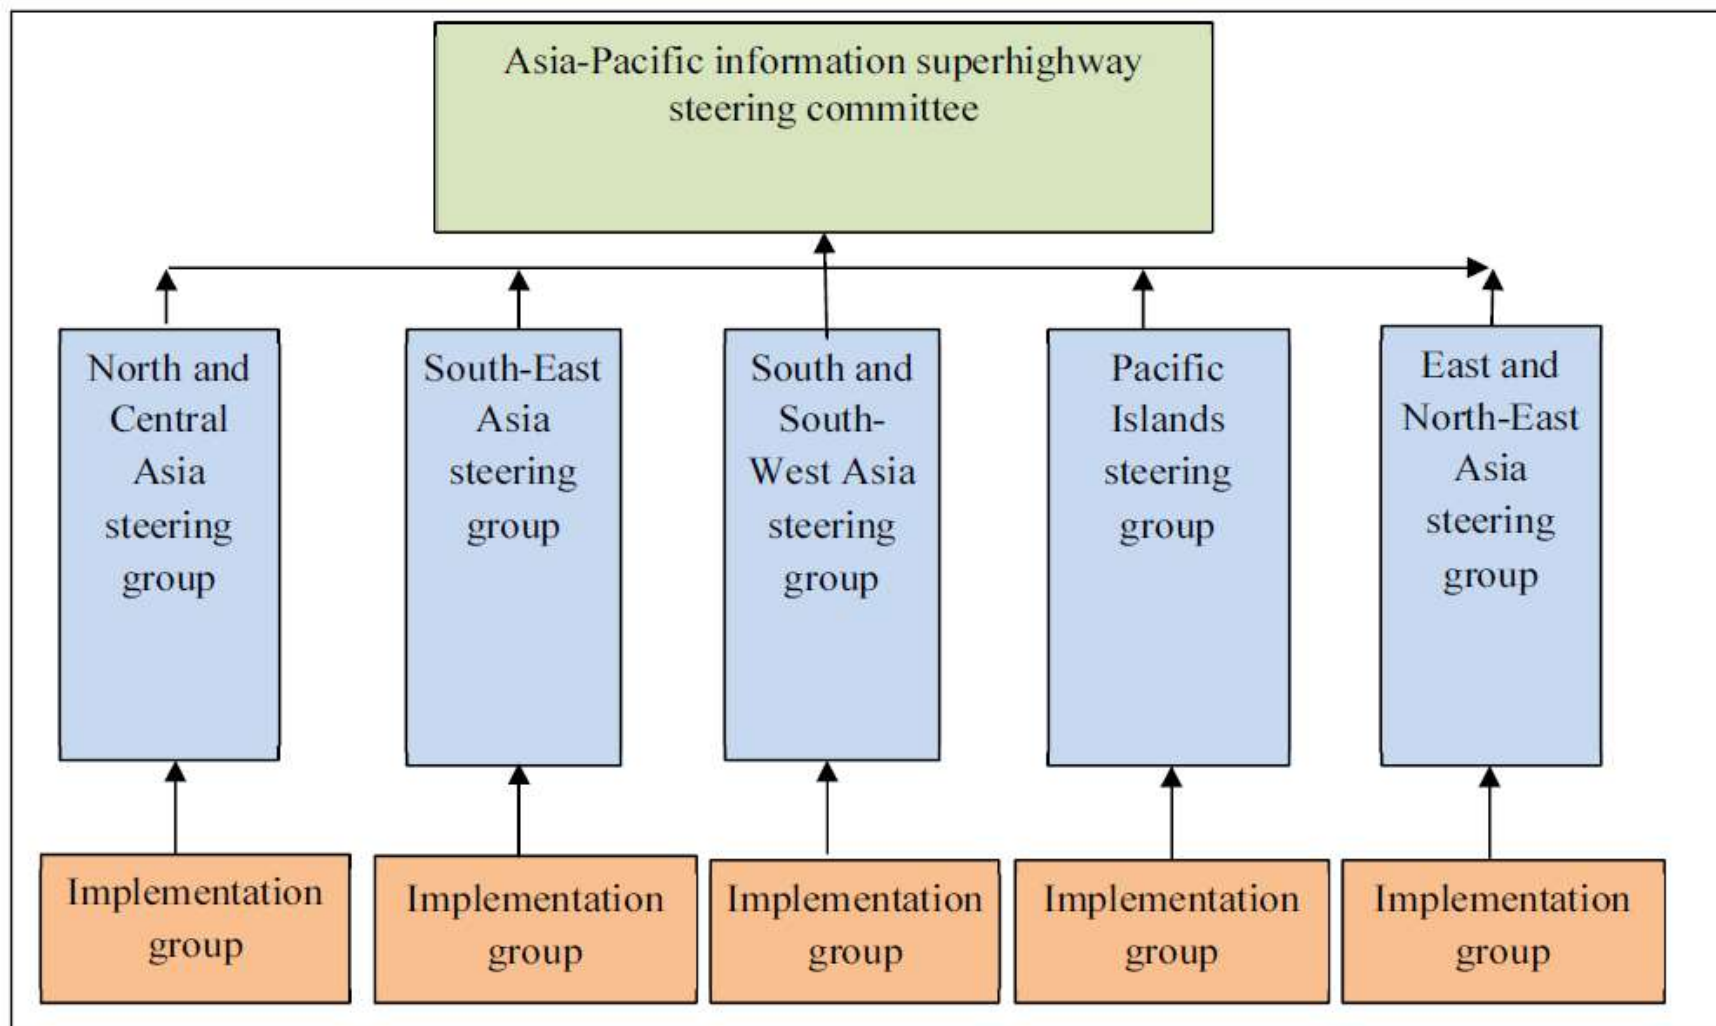 Asia-Pacific information superhighway
steering committee
North and
Central
Asia
steering
group
South-East
Asia
steering
group
South and
South-
West Asia
steering
group
Pacific
Islands
steering
group
East and
North-East
Asia
steering
group
Implementation
group
Implementation
group
Implementation
group
Implementation
group
Implementation
group